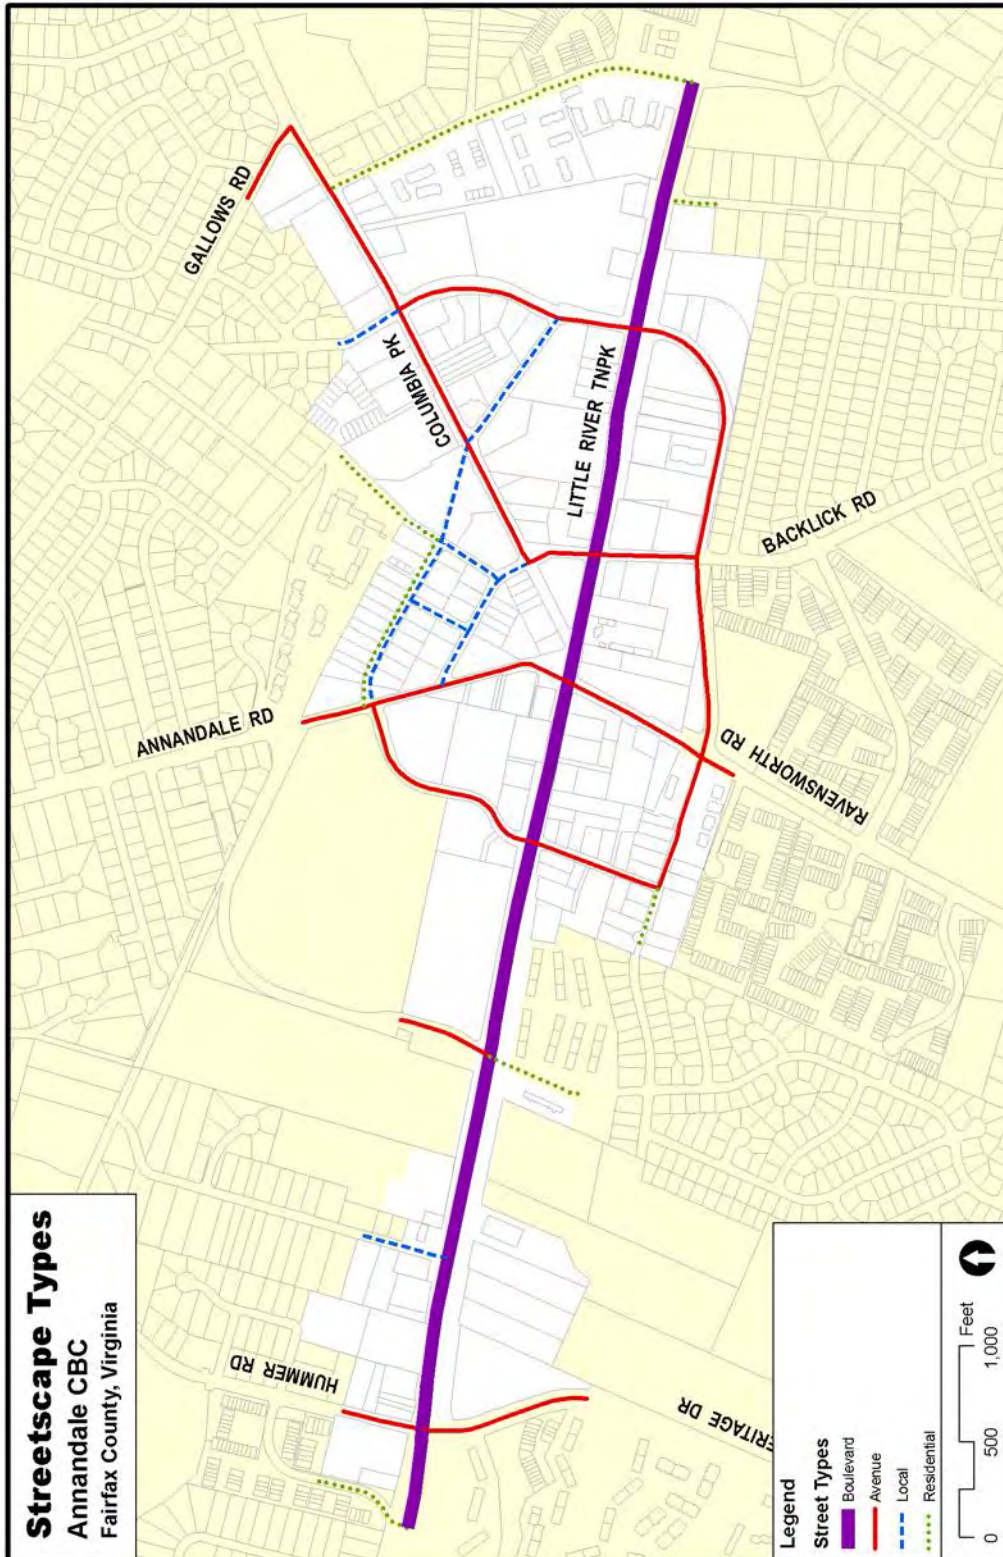 Streetscape Types
Annandale CBC
Fairfax County, Virginia
GALLOWS RD
COLUMBIA PK
LITTLE RIVER TNPK
BACKLICK RD
ANNANDALE RD
RAVENSWORTH RD
HUMMER RD
ERITAGE DR
Legend
Street Types
Boulevard
Avenue
Local
Residential
0 500 1,000 Feet